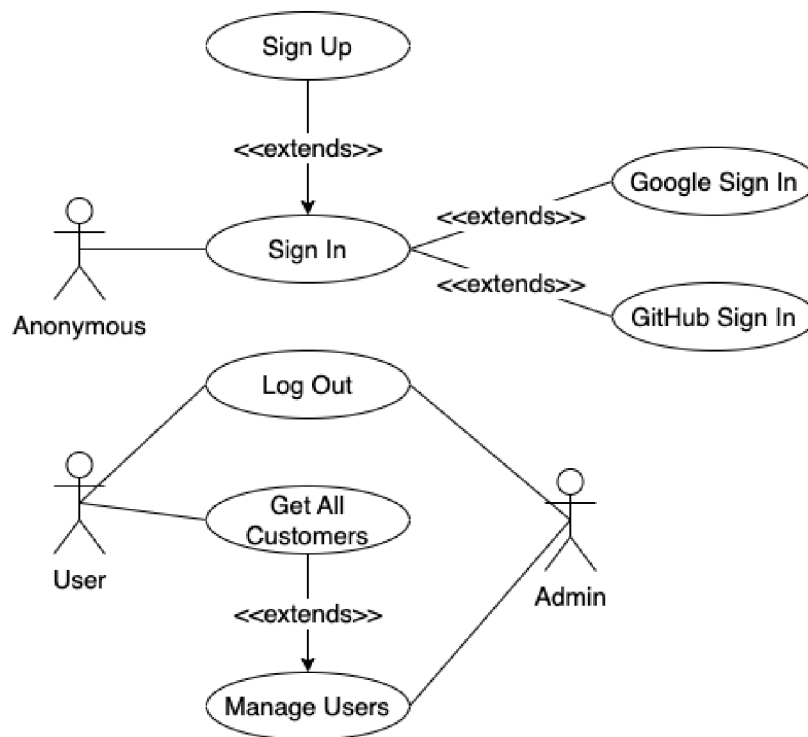 Sign Up
<<extends>>
Google Sign In
<<extends>>
Sign In
<<extends>>
GitHub Sign In
Anonymous
Log Out
Get All
Customers
User
Admin
<<extends>>
Manage Users